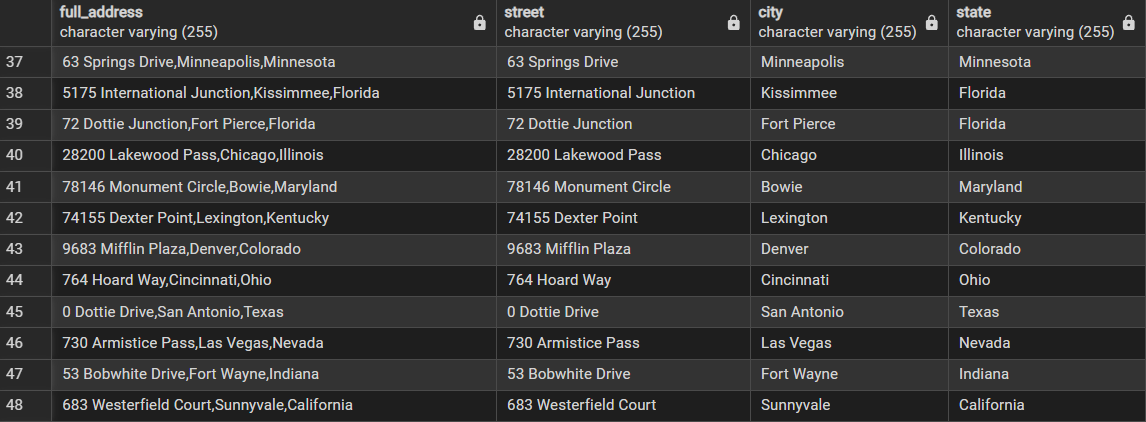 full_address street city state
character varying (255) character varying (255) character varying (255) character varying (255)
37 63 Springs Drive,Minneapolis,Minnesota 63 Springs Drive Minneapolis Minnesota
38 5175 International Junction,Kissimmee,Florida 5175 International Junction Kissimmee Florida
39 72 Dottie Junction,Fort Pierce,Florida 72 Dottie Junction Fort Pierce Florida
40 28200 Lakewood Pass,Chicago,Illinois 28200 Lakewood Pass Chicago Illinois
41 78146 Monument Circle,Bowie,Maryland 78146 Monument Circle Bowie Maryland
42 74155 Dexter Point,Lexington,Kentucky 74155 Dexter Point Lexington Kentucky
43 9683 Mifflin Plaza,Denver,Colorado 9683 Mifflin Plaza Denver Colorado
44 764 Hoard Way,Cincinnati,Ohio 764 Hoard Way Cincinnati Ohio
45 0 Dottie Drive,San Antonio,Texas 0 Dottie Drive San Antonio Texas
46 730 Armistice Pass,Las Vegas,Nevada 730 Armistice Pass Las Vegas Nevada
47 53 Bobwhite Drive,Fort Wayne,Indiana 53 Bobwhite Drive Fort Wayne Indiana
48 683 Westerfield Court,Sunnyvale,California 683 Westerfield Court Sunnyvale California